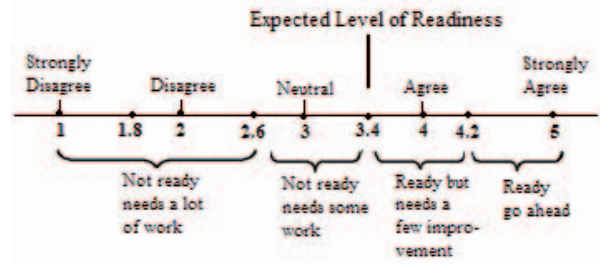 Expected Level of Readiness
Strongly
Disagree
Disagree
Neutral
Agree
Strongly
Agree
1 1.8 2 2.6 3 3.4 4 4.2 5
Not ready
needs a lot
of work
Not ready
needs some
work
Ready but
needs a
few impro-
vement
Ready
go ahead